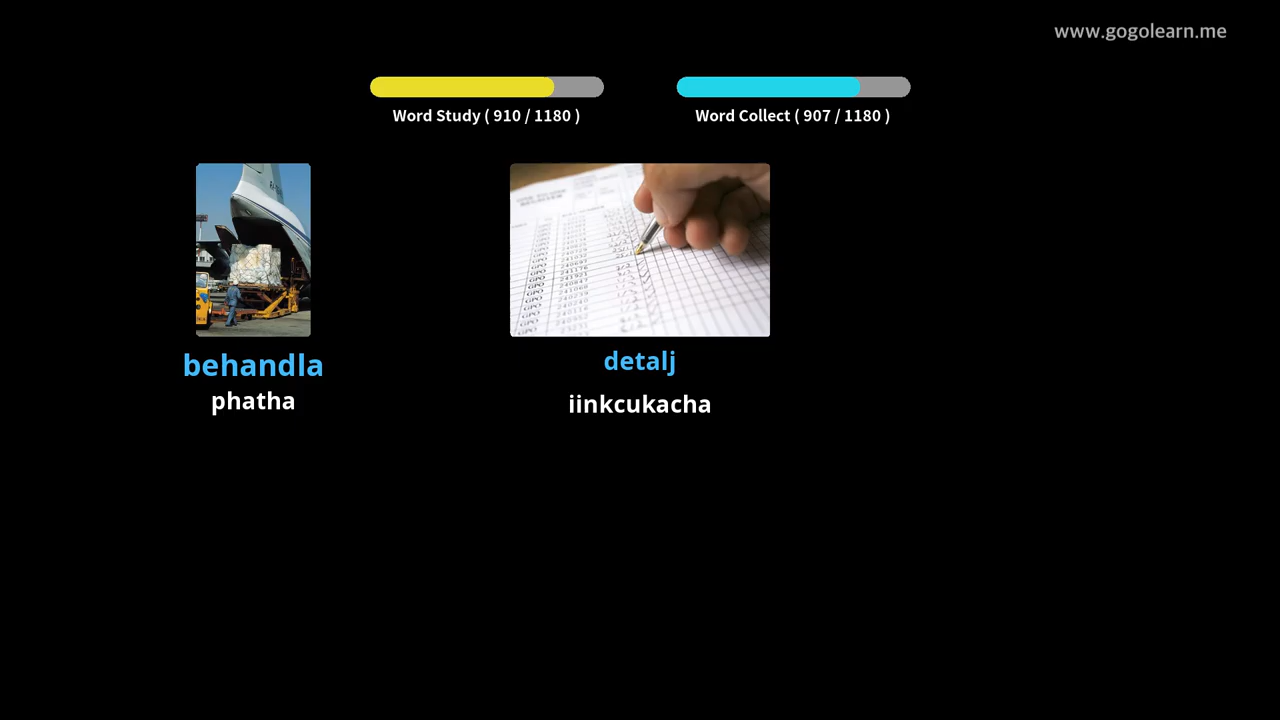 www.gogolearn.me
Word Study ( 910 / 1180 )
Word Collect ( 907 / 1180 )
behandla
phatha
detalj
iinkcukacha